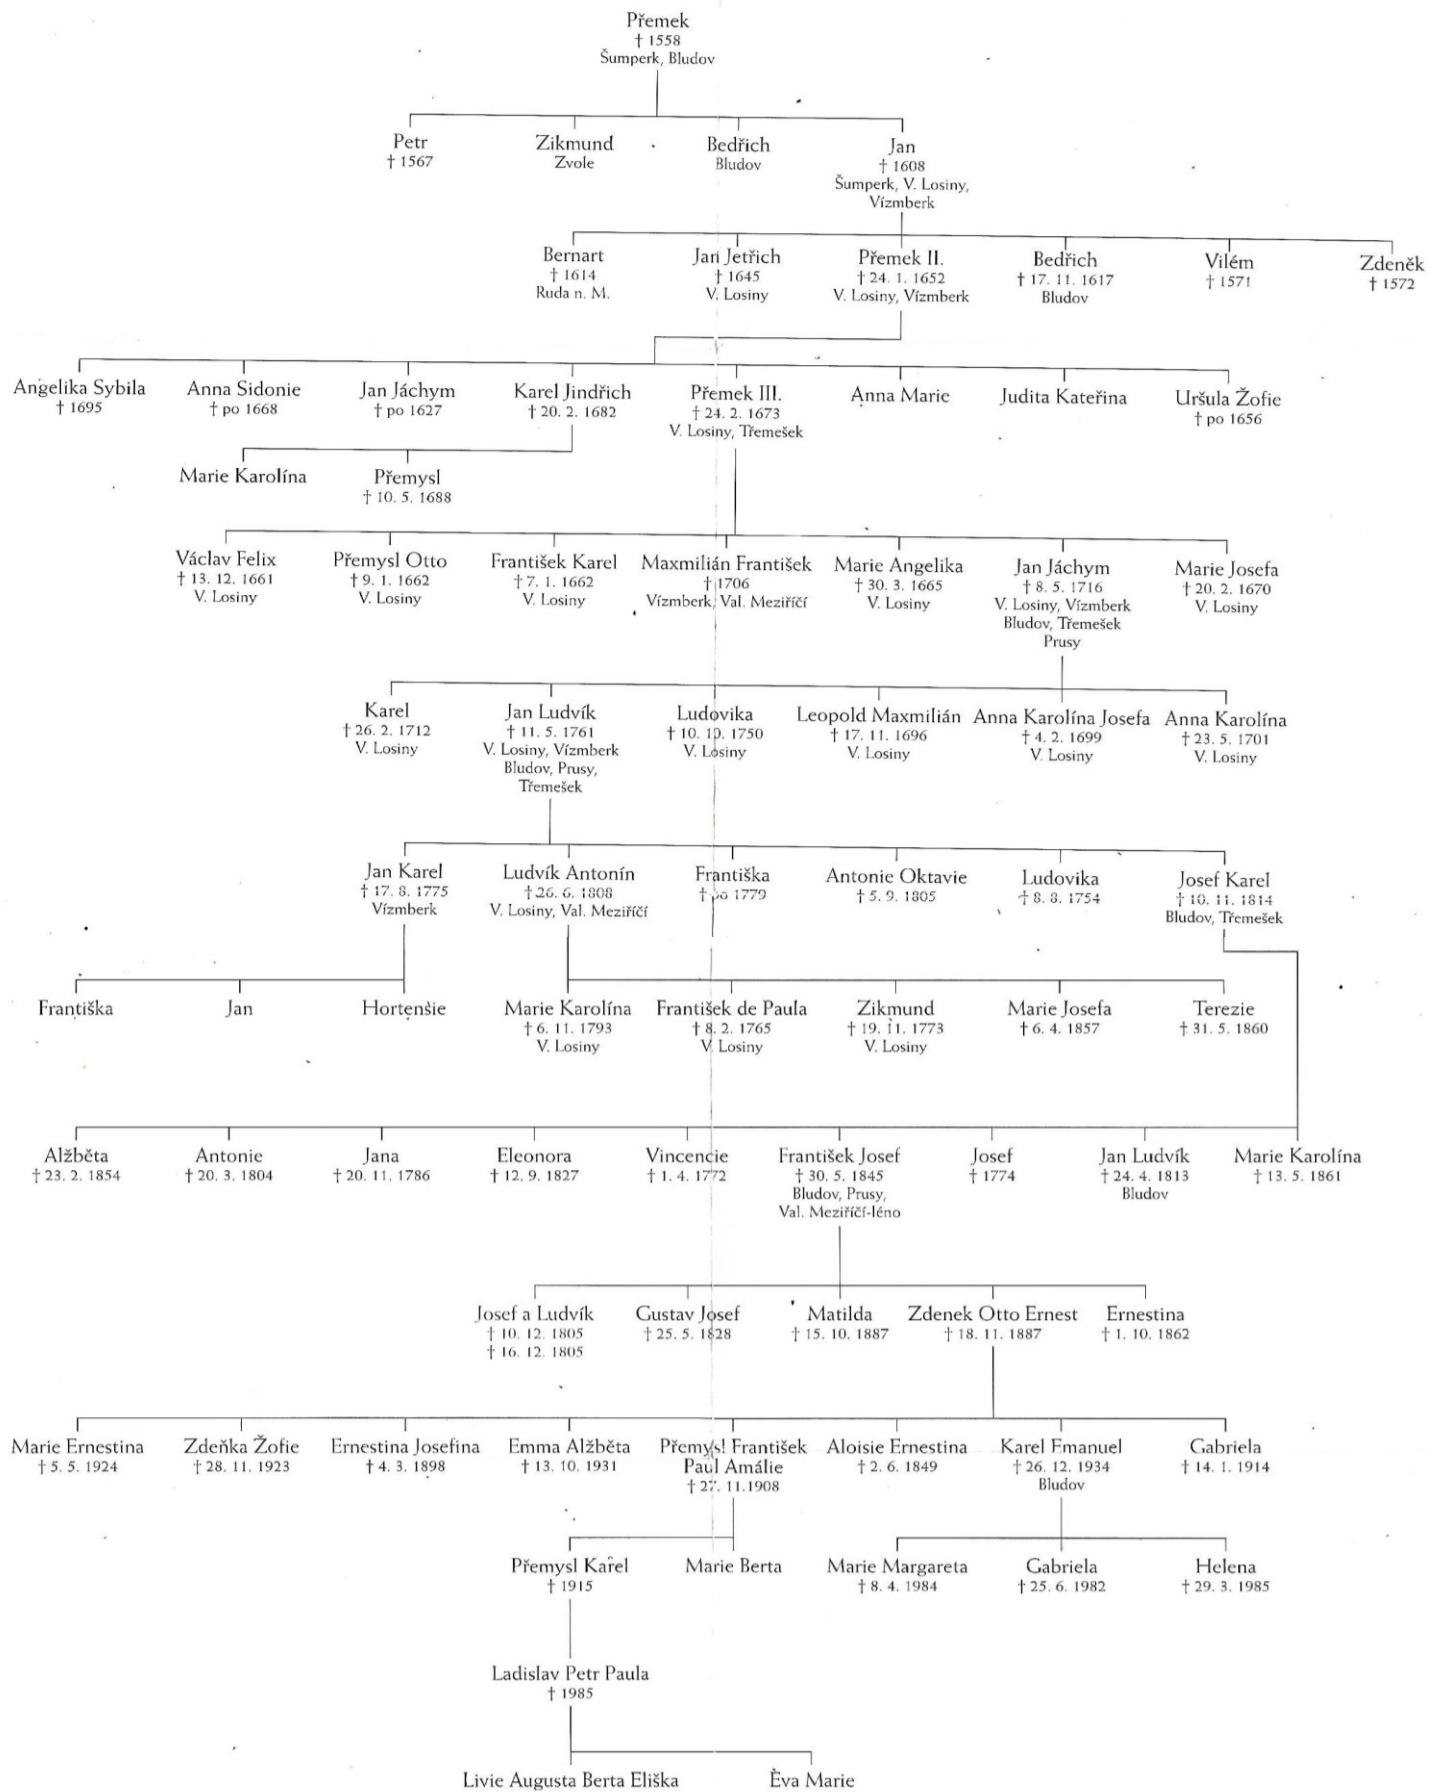 Přemek
† 1558
Šumperk, Bludov
Petr
† 1567
Zikmund
Zvole
Bedřich
Bludov
Jan
† 1608
Šumperk, V. Losiny,
Vízmberk
Bernart
† 1614
Ruda n. M.
Jan Jetřich
† 1645
V. Losiny
Přemek II.
† 24. 1. 1652
V. Losiny, Vízmberk
Bedřich
† 17. 11. 1617
Bludov
Vilém
† 1571
Zdeněk
† 1572
Angelika Sybila
† 1695
Anna Sidonie
† po 1668
Jan Jáchym
† po 1627
Karel Jindřich
† 20. 2. 1682
Přemek III.
† 24. 2. 1673
V. Losiny, Třemešek
Anna Marie
Judita Kateřina
Uršula Žofie
† po 1656
Marie Karolína
Přemysl
† 10. 5. 1688
Václav Felix
† 13. 12. 1661
V. Losiny
Přemysl Otto
† 9. 1. 1662
V. Losiny
František Karel
† 7. 1. 1662
V. Losiny
Maxmilián František
† 1706
Vízmberk, Val. Meziříčí
Marie Angelika
† 30. 3. 1665
V. Losiny
Jan Jáchym
† 8. 5. 1716
V. Losiny, Vízmberk
Bludov, Třemešek
Prusy
Marie Josefa
† 20. 2. 1670
V. Losiny
Karel
† 26. 2. 1712
V. Losiny
Jan Ludvík
† 11. 5. 1761
V. Losiny, Vízmberk
Bludov, Prusy,
Třemešek
Ludovika
† 10. 10. 1750
V. Losiny
Leopold Maxmilián
† 17. 11. 1696
V. Losiny
Anna Karolína Josefa
† 4. 2. 1699
V. Losiny
Anna Karolína
† 23. 5. 1701
V. Losiny
Jan Karel
† 17. 8. 1775
Vízmberk
Ludvík Antonín
† 26. 6. 1808
V. Losiny, Val. Meziříčí
Františka
† po 1779
Antonie Oktavie
† 5. 9. 1805
Ludovika
† 8. 8. 1754
Josef Karel
† 10. 11. 1814
Bludov, Třemešek
Františka
Jan
Hortensie
Marie Karolína
† 6. 11. 1793
V. Losiny
František de Paula
† 8. 2. 1765
V. Losiny
Zikmund
† 19. 11. 1773
V. Losiny
Marie Josefa
† 6. 4. 1857
Terezie
† 31. 5. 1860
Alžběta
† 23. 2. 1854
Antonie
† 20. 3. 1804
Jana
† 20. 11. 1786
Eleonora
† 12. 9. 1827
Vincencie
† 1. 4. 1772
František Josef
† 30. 5. 1845
Bludov, Prusy,
Val. Meziříčí-léno
Josef
† 1774
Jan Ludvík
† 24. 4. 1813
Bludov
Marie Karolína
† 13. 5. 1861
Josef a Ludvík
† 10. 12. 1805
† 16. 12. 1805
Gustav Josef
† 25. 5. 1828
Matilda
† 15. 10. 1887
Zdenek Otto Ernest
† 18. 11. 1887
Ernestina
† 1. 10. 1862
Marie Ernestina
† 5. 5. 1924
Zdeňka Žofie
† 28. 11. 1923
Ernestina Josefina
† 4. 3. 1898
Emma Alžběta
† 13. 10. 1931
Přemysl František
Paul Amálie
† 27. 11.1908
Aloisie Ernestina
† 2. 6. 1849
Karel Emanuel
† 26. 12. 1934
Bludov
Gabriela
† 14. 1. 1914
Přemysl Karel
† 1915
Marie Berta
Marie Margareta
† 8. 4. 1984
Gabriela
† 25. 6. 1982
Helena
† 29. 3. 1985
Ladislav Petr Paula
† 1985
Livie Augusta Berta Eliška
Èva Marie